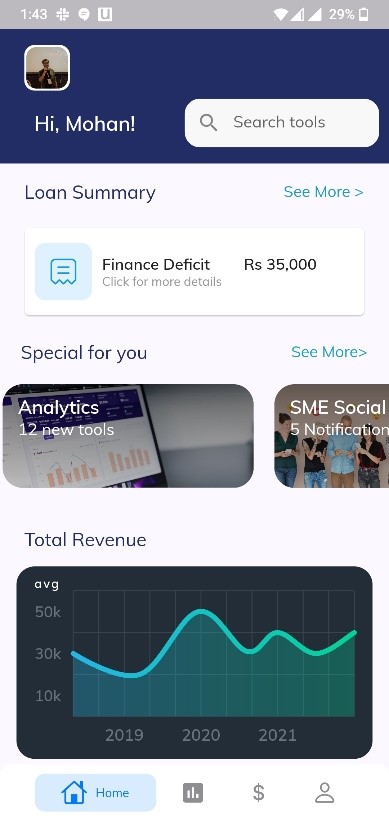 1:43 29%
Hi, Mohan!
Search tools
Loan Summary See More >
Finance Deficit Rs 35,000
Click for more details
Special for you See More>
Analytics
12 new tools
SME Social
5 Notification
Total Revenue
avg
50k
30k
10k
2019 2020 2021
Home
$